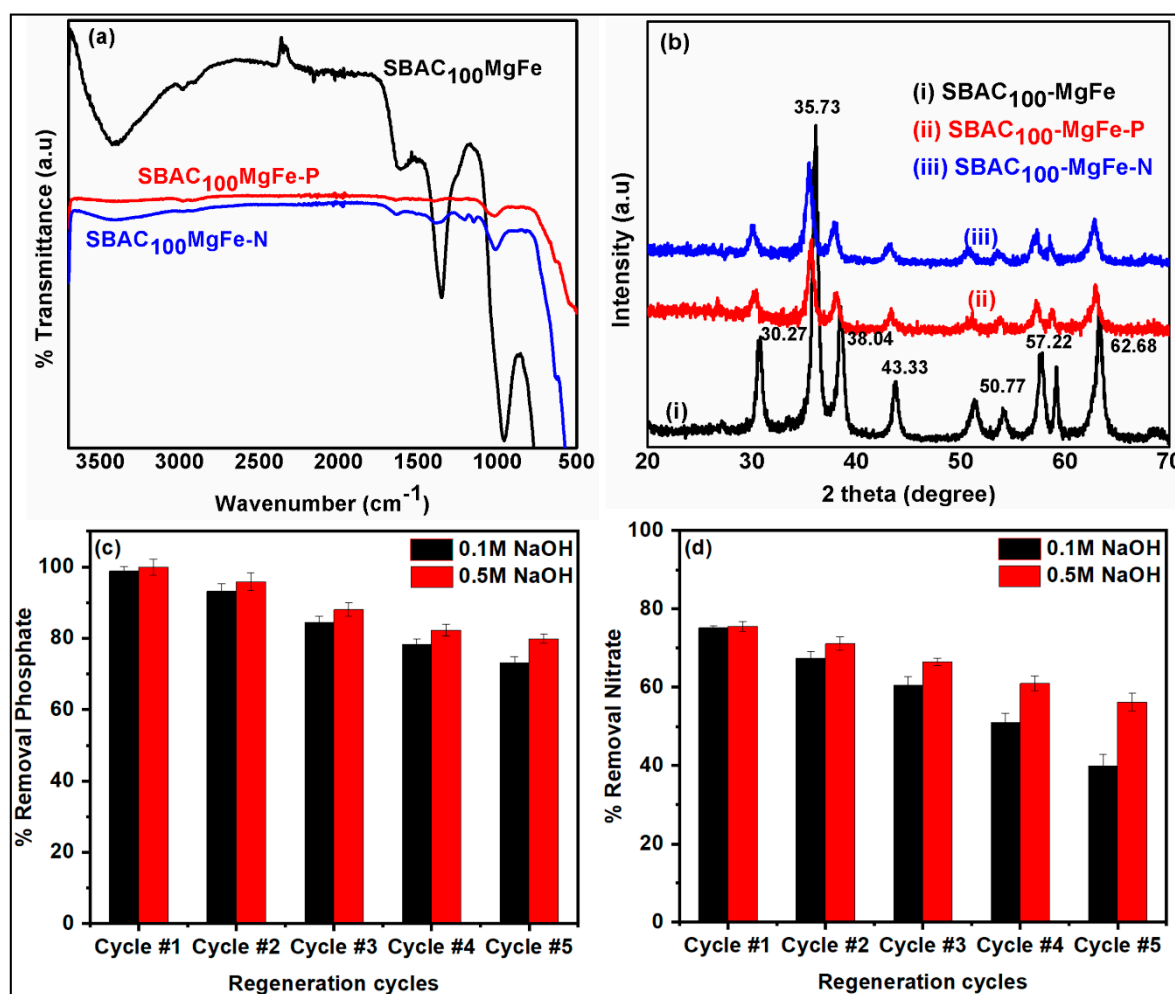 (a)
SBAC100MgFe
SBAC100MgFe-P
SBAC100MgFe-N
% Transmittance (a.u)
3500 3000 2500 2000 1500 1000 500
Wavenumber (cm-1)
(b)
(i) SBAC100-MgFe
(ii) SBAC100-MgFe-P
(iii) SBAC100-MgFe-N
35.73
(iii)
(ii)
30.27
38.04
43.33
50.77
57.22
62.68
(i)
Intensity (a.u)
20 30 40 50 60 70
2 theta (degree)
(c)
0.1M NaOH
0.5M NaOH
% Removal Phosphate
100
80
60
40
20
0
Cycle #1 Cycle #2 Cycle #3 Cycle #4 Cycle #5
Regeneration cycles
(d)
0.1M NaOH
0.5M NaOH
% Removal Nitrate
100
80
60
40
20
0
Cycle #1 Cycle #2 Cycle #3 Cycle #4 Cycle #5
Regeneration cycles